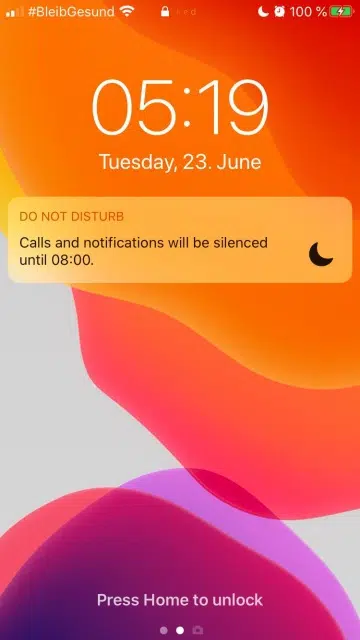 #BleibGesund
100 %
05:19
Tuesday, 23. June
DO NOT DISTURB
Calls and notifications will be silenced
until 08:00.
Press Home to unlock